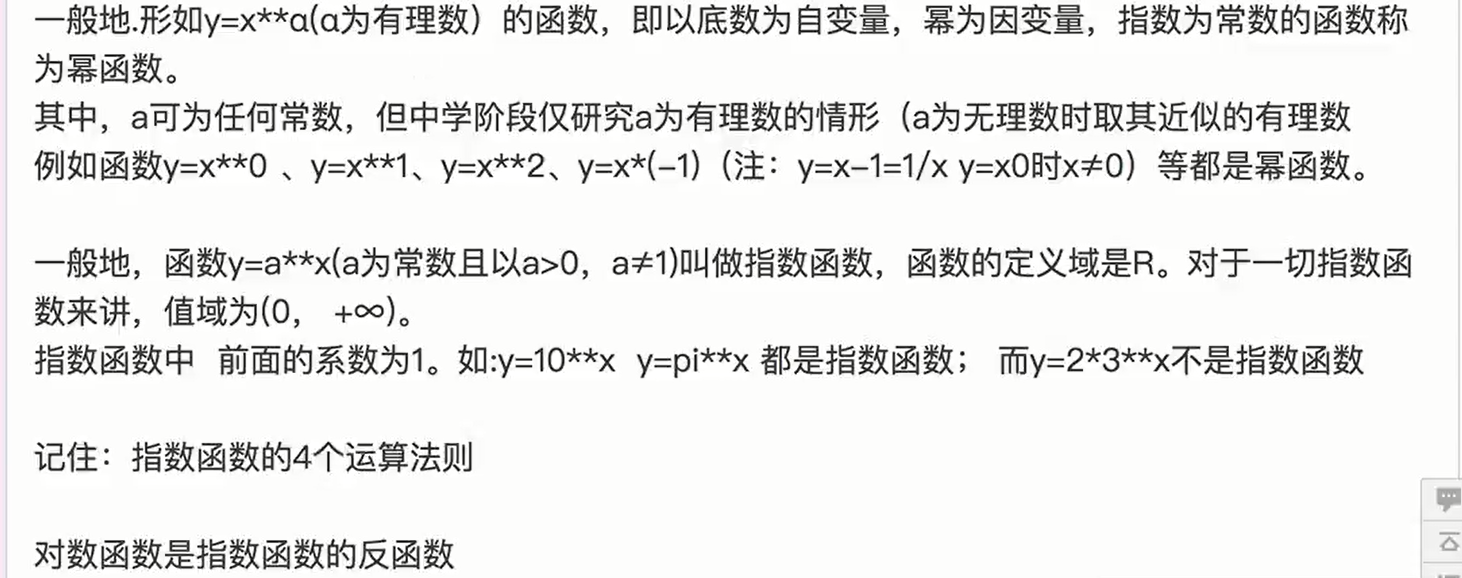 一般地.形如y=x**α(α为有理数）的函数，即以底数为自变量，幂为因变量，指数为常数的函数称
为幂函数。
其中，a可为任何常数，但中学阶段仅研究a为有理数的情形（a为无理数时取其近似的有理数
例如函数y=x**0 、y=x**1、y=x**2、y=x*(-1)（注：y=x-1=1/x y=x0时x≠0）等都是幂函数。
一般地，函数y=a**x(a为常数且以a>0，a≠1)叫做指数函数，函数的定义域是R。对于一切指数函
数来讲，值域为(0， +∞)。
指数函数中 前面的系数为1。如:y=10**x y=pi**x 都是指数函数； 而y=2*3**x不是指数函数
记住：指数函数的4个运算法则
对数函数是指数函数的反函数